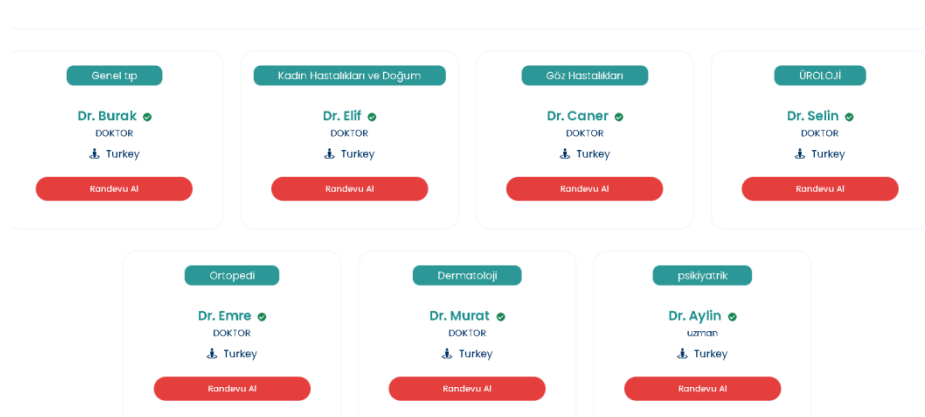 Genel tıp
Kadın Hastalıkları ve Doğum
Göz Hastalıkları
ÜROLOJİ
Dr. Burak
Dr. Elif
Dr. Caner
Dr. Selin
DOKTOR
DOKTOR
DOKTOR
DOKTOR
Turkey
Turkey
Turkey
Turkey
Randevu Al
Randevu Al
Randevu Al
Randevu Al
Ortopedi
Dermatoloji
psikiyatrik
Dr. Emre
Dr. Murat
Dr. Aylin
DOKTOR
DOKTOR
uzman
Turkey
Turkey
Turkey
Randevu Al
Randevu Al
Randevu Al